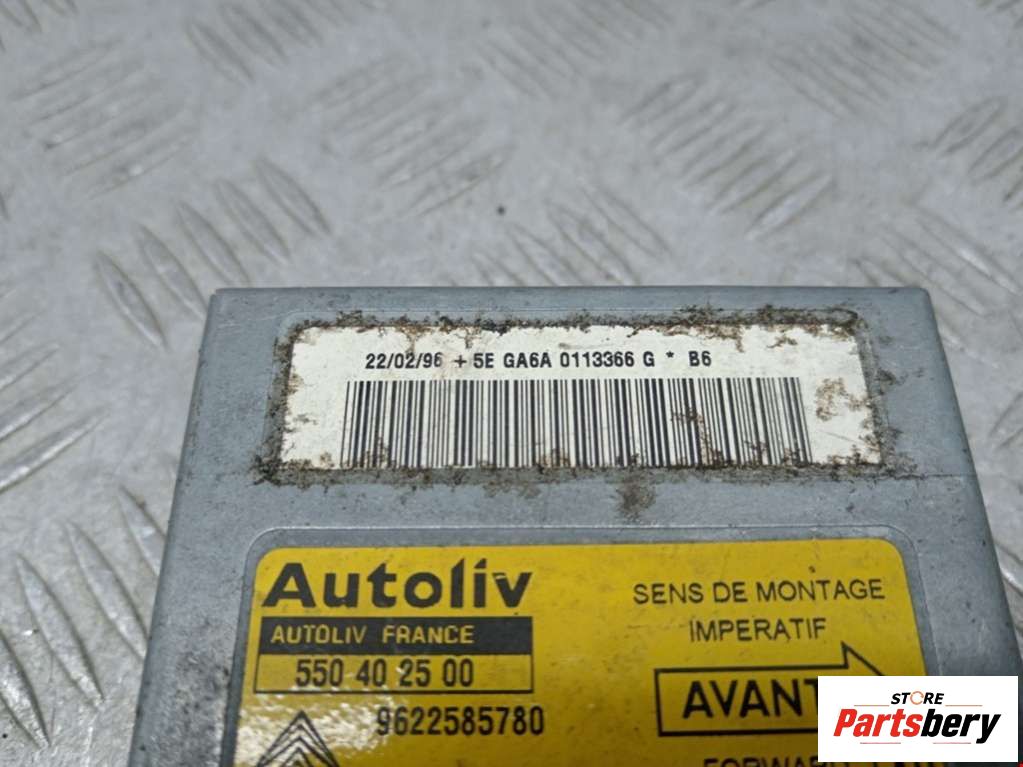 22/02/96 + 5E GA6A 0113366 G * B6
Autoliv
AUTOLIV FRANCE
550 40 25 00
9622585780
SENS DE MONTAGE
IMPERATIF
AVANT
FORWARD
STORE
Partsbery